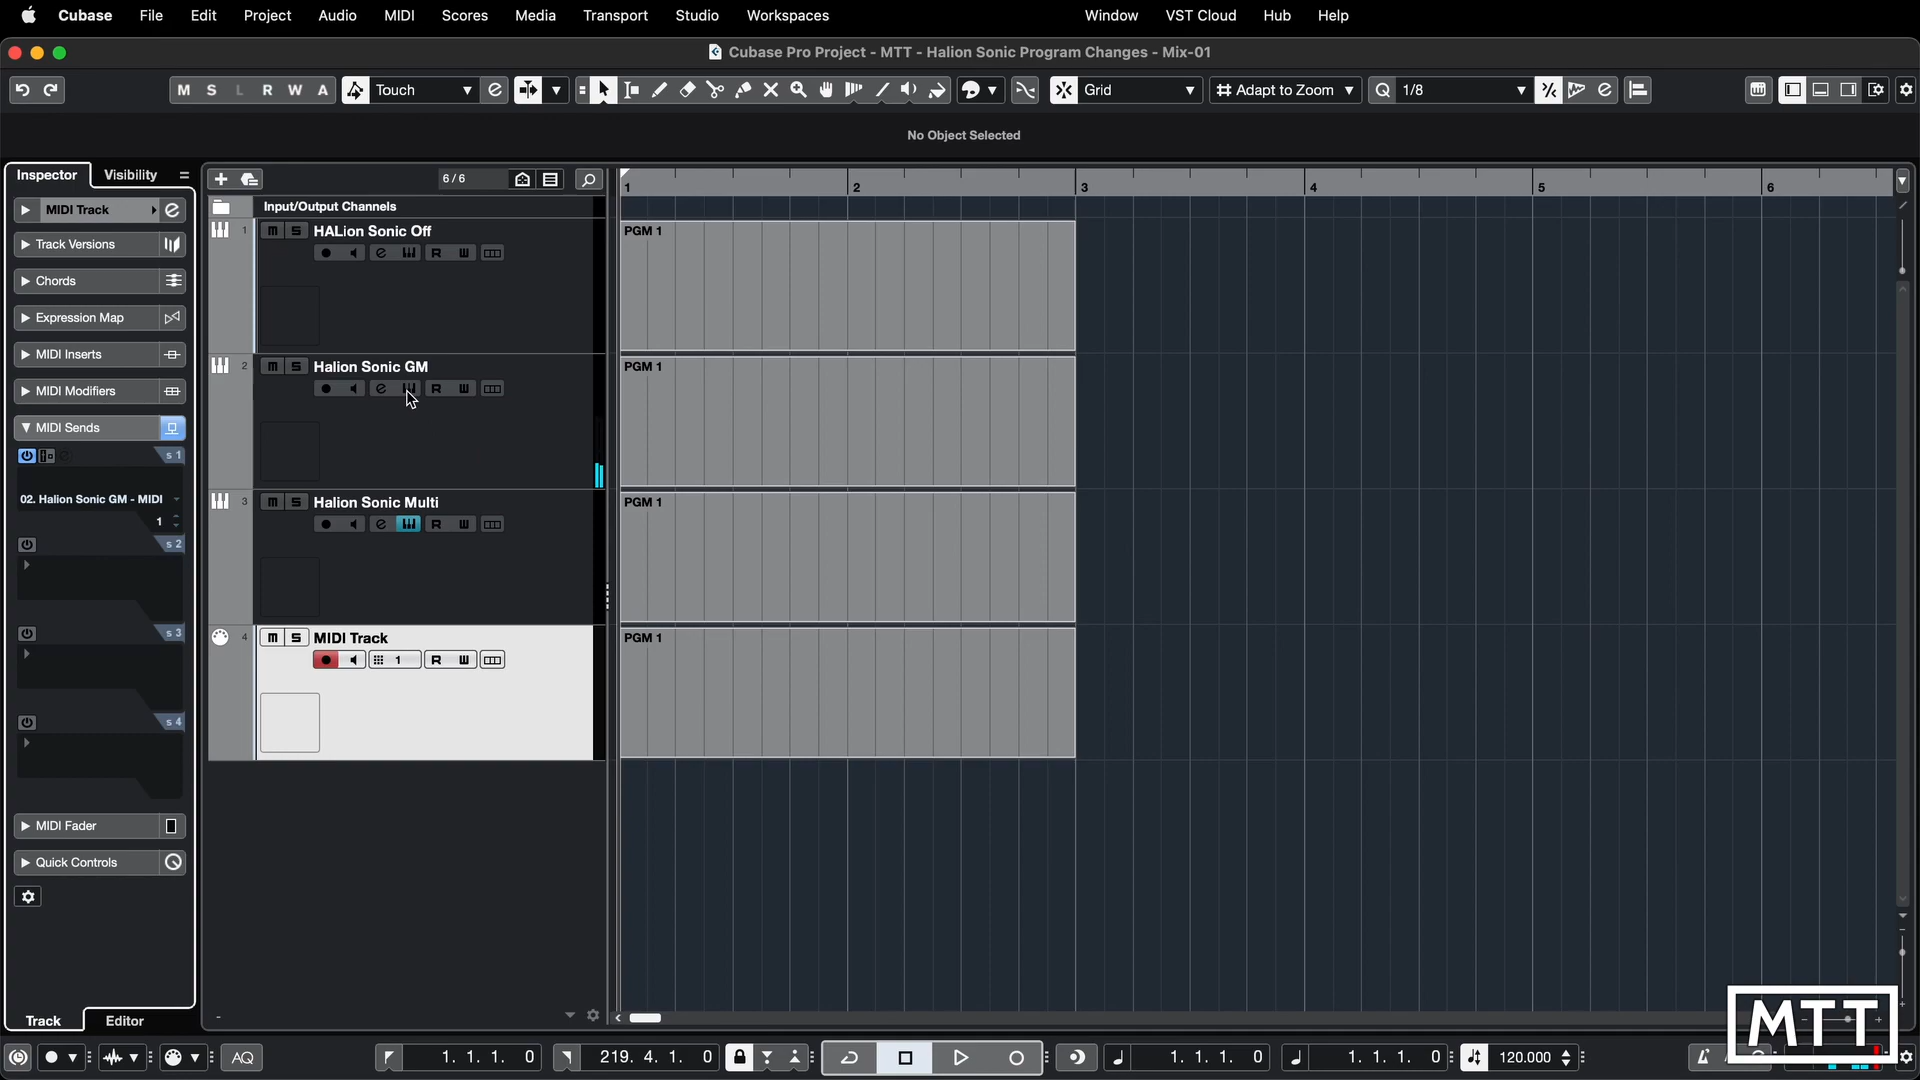 Cubase File Edit Project Audio MIDI Scores Media Transport Studio Workspaces Window VST Cloud Hub Help
Cubase Pro Project - MTT - Halion Sonic Program Changes - Mix-01
M S L R W A Touch Grid Adapt to Zoom Q 1/8
No Object Selected
Inspector Visibility
6 / 6
1 2 3 4 5 6
MIDI Track
Track Versions
Chords
Expression Map
MIDI Inserts
MIDI Modifiers
MIDI Sends
s 1
02. Halion Sonic GM - MIDI
1
s 2
s 3
s 4
MIDI Fader
Quick Controls
Input/Output Channels
1 m S HALion Sonic Off
e R W
2 m S Halion Sonic GM
e R W
3 m S Halion Sonic Multi
e R W
4 m S MIDI Track
1 R W
PGM 1
PGM 1
PGM 1
PGM 1
Track Editor
MTT
AQ 1. 1. 1. 0 219. 4. 1. 0 1. 1. 1. 0 1. 1. 1. 0 120.000